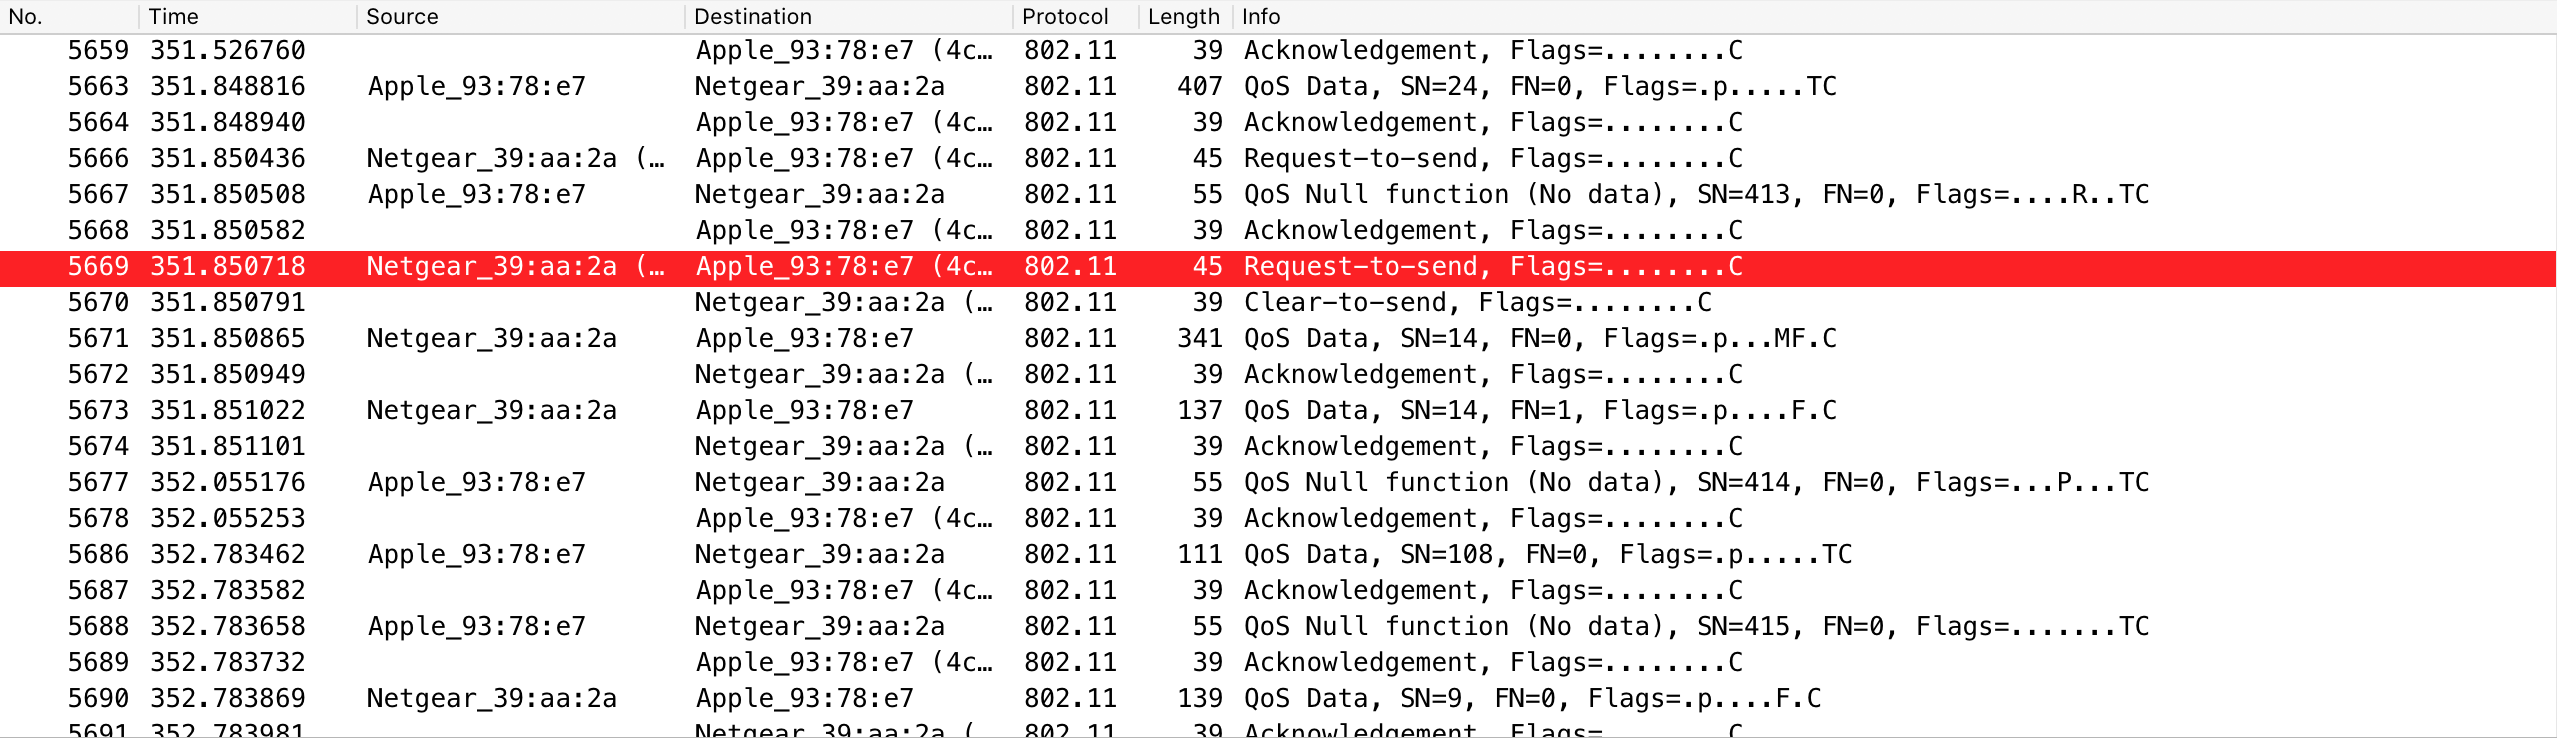 No. Time Source Destination Protocol Length Info
5659 351.526760 Apple_93:78:e7 (4c… 802.11 39 Acknowledgement, Flags=........C
5663 351.848816 Apple_93:78:e7 Netgear_39:aa:2a 802.11 407 QoS Data, SN=24, FN=0, Flags=.p.....TC
5664 351.848940 Apple_93:78:e7 (4c… 802.11 39 Acknowledgement, Flags=........C
5666 351.850436 Netgear_39:aa:2a (… Apple_93:78:e7 (4c… 802.11 45 Request-to-send, Flags=........C
5667 351.850508 Apple_93:78:e7 Netgear_39:aa:2a 802.11 55 QoS Null function (No data), SN=413, FN=0, Flags=....R..TC
5668 351.850582 Apple_93:78:e7 (4c… 802.11 39 Acknowledgement, Flags=........C
5669 351.850718 Netgear_39:aa:2a (… Apple_93:78:e7 (4c… 802.11 45 Request-to-send, Flags=........C
5670 351.850791 Netgear_39:aa:2a (… 802.11 39 Clear-to-send, Flags=........C
5671 351.850865 Netgear_39:aa:2a Apple_93:78:e7 802.11 341 QoS Data, SN=14, FN=0, Flags=.p...MF.C
5672 351.850949 Netgear_39:aa:2a (… 802.11 39 Acknowledgement, Flags=........C
5673 351.851022 Netgear_39:aa:2a Apple_93:78:e7 802.11 137 QoS Data, SN=14, FN=1, Flags=.p....F.C
5674 351.851101 Netgear_39:aa:2a (… 802.11 39 Acknowledgement, Flags=........C
5677 352.055176 Apple_93:78:e7 Netgear_39:aa:2a 802.11 55 QoS Null function (No data), SN=414, FN=0, Flags=...P...TC
5678 352.055253 Apple_93:78:e7 (4c… 802.11 39 Acknowledgement, Flags=........C
5686 352.783462 Apple_93:78:e7 Netgear_39:aa:2a 802.11 111 QoS Data, SN=108, FN=0, Flags=.p.....TC
5687 352.783582 Apple_93:78:e7 (4c… 802.11 39 Acknowledgement, Flags=........C
5688 352.783658 Apple_93:78:e7 Netgear_39:aa:2a 802.11 55 QoS Null function (No data), SN=415, FN=0, Flags=.......TC
5689 352.783732 Apple_93:78:e7 (4c… 802.11 39 Acknowledgement, Flags=........C
5690 352.783869 Netgear_39:aa:2a Apple_93:78:e7 802.11 139 QoS Data, SN=9, FN=0, Flags=.p....F.C
5691 352.783981 Netgear_39:aa:2a (… 802.11 39 Acknowledgement, Flags=........C